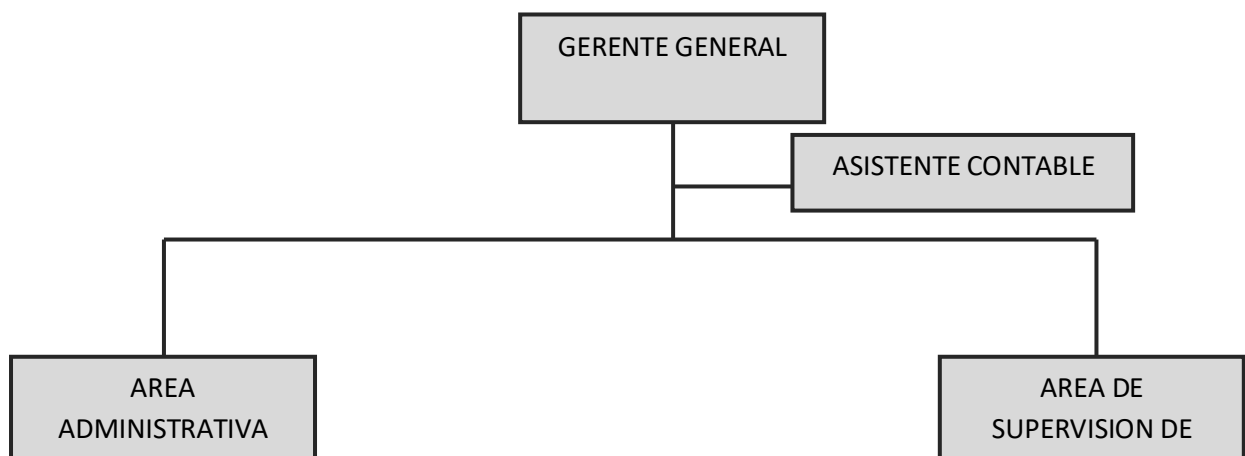 GERENTE GENERAL
ASISTENTE CONTABLE
AREA
ADMINISTRATIVA
AREA DE
SUPERVISION DE